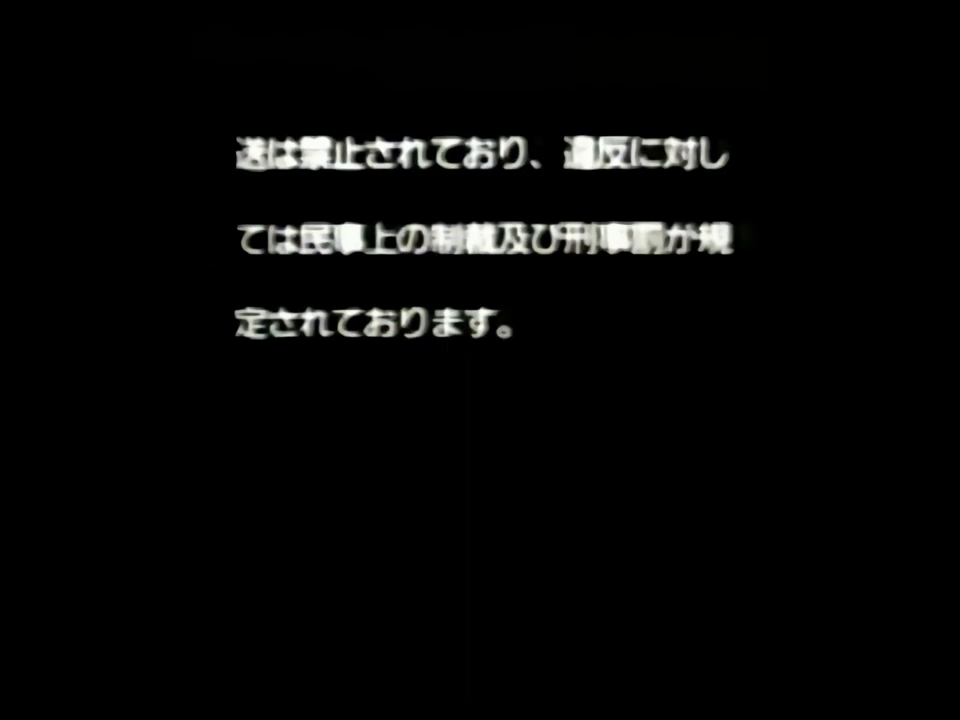 送は禁止されており、違反に対し
ては民事上の制裁及び刑事罰が規
定されております。